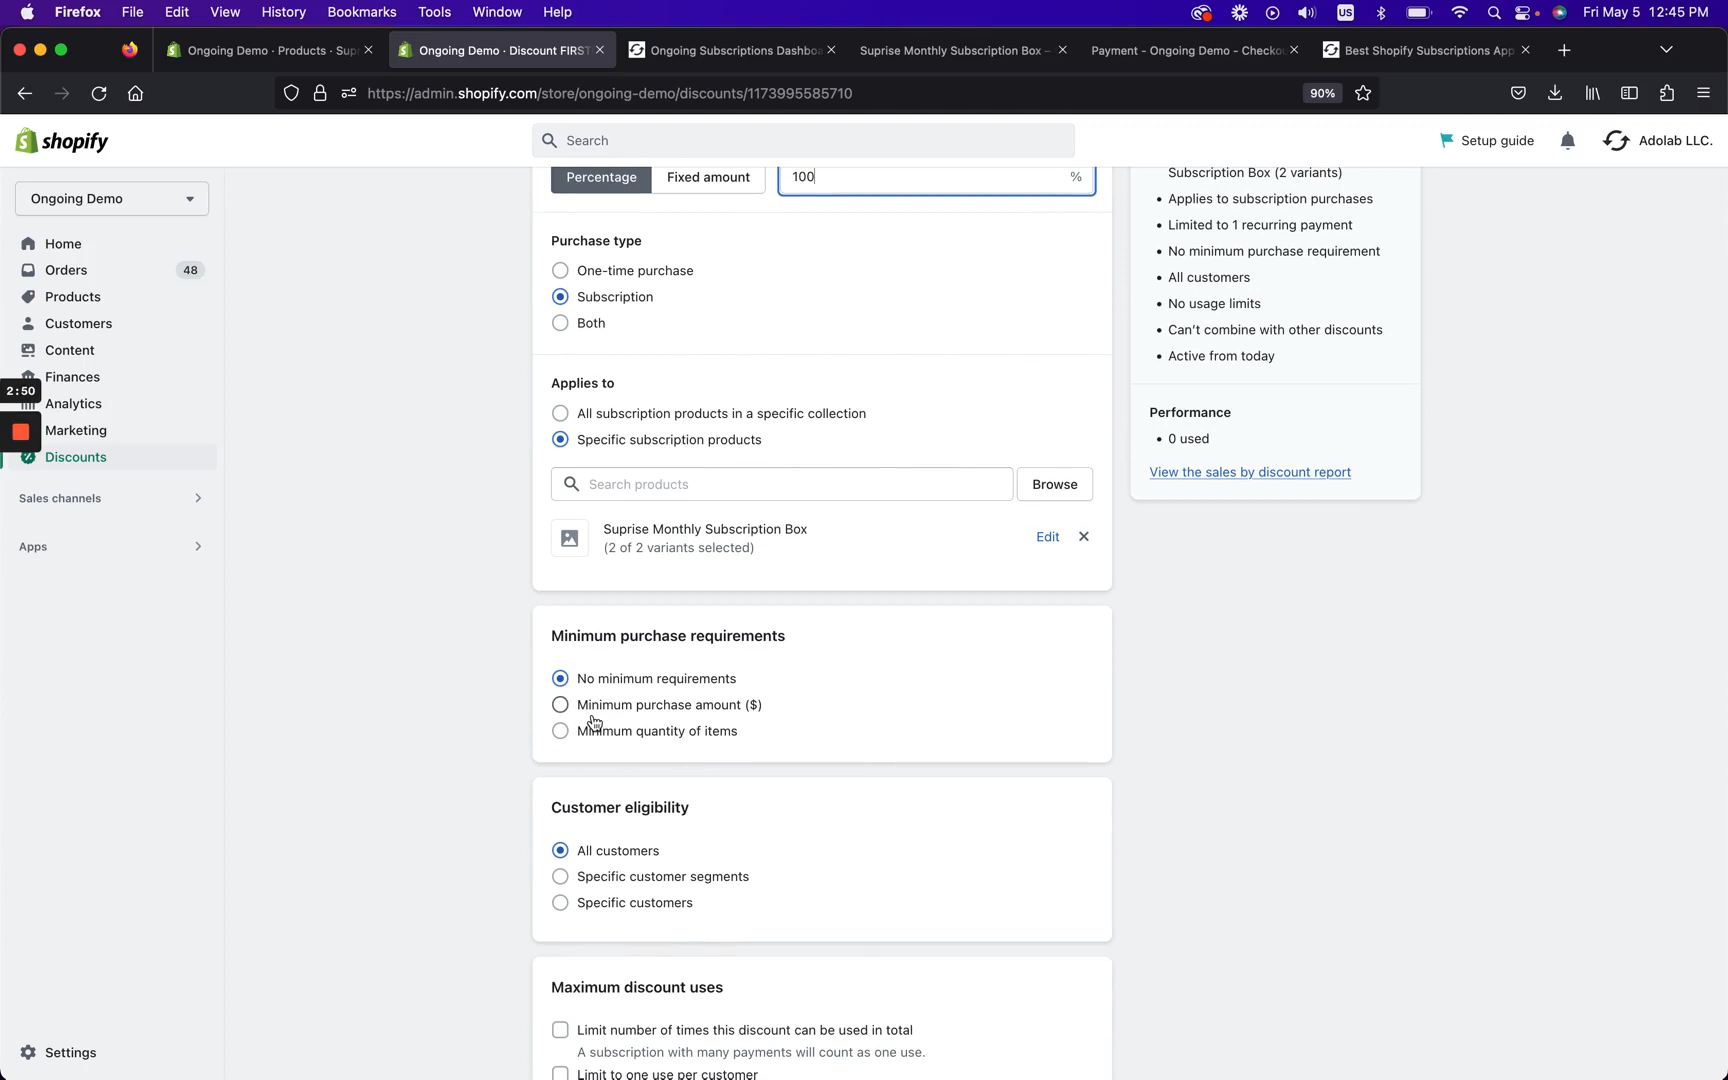 Firefox File Edit View History Bookmarks Tools Window Help US Fri May 5 12:45 PM
Ongoing Demo · Products · Sup Ongoing Demo · Discount FIRST Ongoing Subscriptions Dashboa Suprise Monthly Subscription Box – Payment - Ongoing Demo - Checkou Best Shopify Subscriptions App
https://admin.shopify.com/store/ongoing-demo/discounts/1173995585710 90%
shopify Search Setup guide Adolab LLC.
Ongoing Demo
Home
Orders 48
Products
Customers
Content
Finances
2:50
Analytics
Marketing
Discounts
Sales channels
Apps
Settings
Percentage Fixed amount 100 %
Purchase type
One-time purchase
Subscription
Both
Applies to
All subscription products in a specific collection
Specific subscription products
Search products Browse
Suprise Monthly Subscription Box
(2 of 2 variants selected)
Edit
Minimum purchase requirements
No minimum requirements
Minimum purchase amount ($)
Minimum quantity of items
Customer eligibility
All customers
Specific customer segments
Specific customers
Maximum discount uses
Limit number of times this discount can be used in total
A subscription with many payments will count as one use.
Limit to one use per customer
Subscription Box (2 variants)
• Applies to subscription purchases
• Limited to 1 recurring payment
• No minimum purchase requirement
• All customers
• No usage limits
• Can't combine with other discounts
• Active from today
Performance
• 0 used
View the sales by discount report